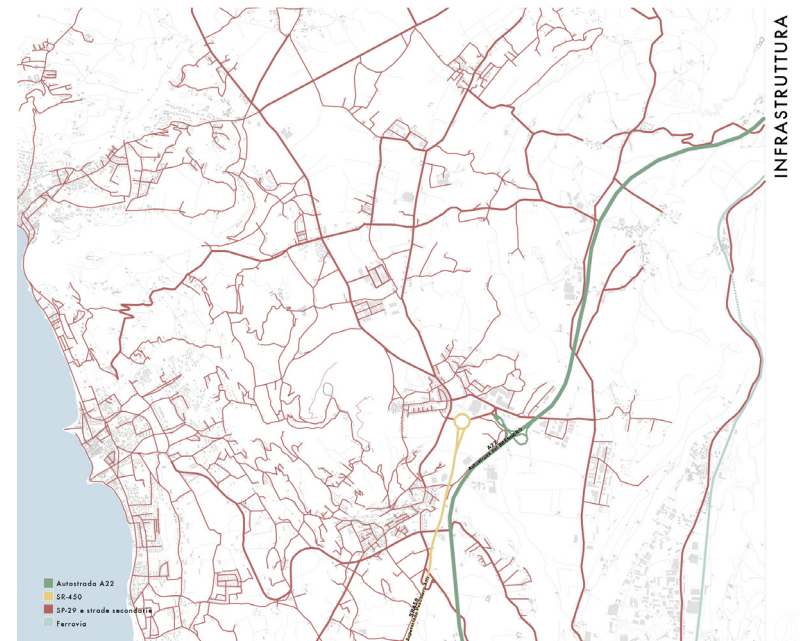 INFRASTRUTTURA
A22
Autostrada A22
SR-450
SP-29 e strade secondarie
Ferrovia